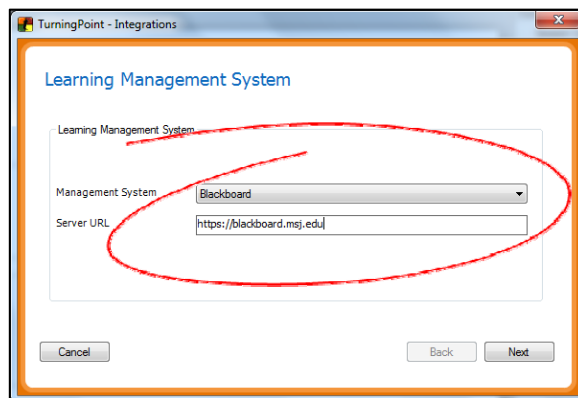 TurningPoint - Integrations
Learning Management System
Learning Management System
Management System Blackboard
Server URL https://blackboard.msj.edu
Cancel Back Next